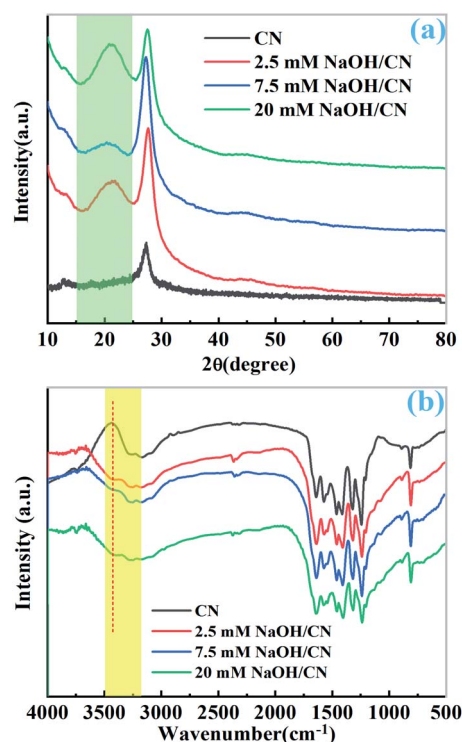 (a)
CN
2.5 mM NaOH/CN
7.5 mM NaOH/CN
20 mM NaOH/CN
Intensity(a.u.)
10 20 30 40 50 60 70 80
2θ(degree)
(b)
Intensity (a.u.)
CN
2.5 mM NaOH/CN
7.5 mM NaOH/CN
20 mM NaOH/CN
4000 3500 3000 2500 2000 1500 1000 500
Wavenumber(cm⁻¹)